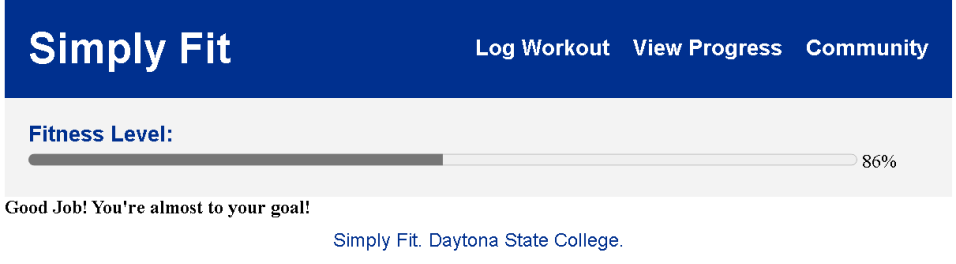 Simply Fit
Log Workout View Progress Community
Fitness Level:
86%
Good Job! You're almost to your goal!
Simply Fit. Daytona State College.